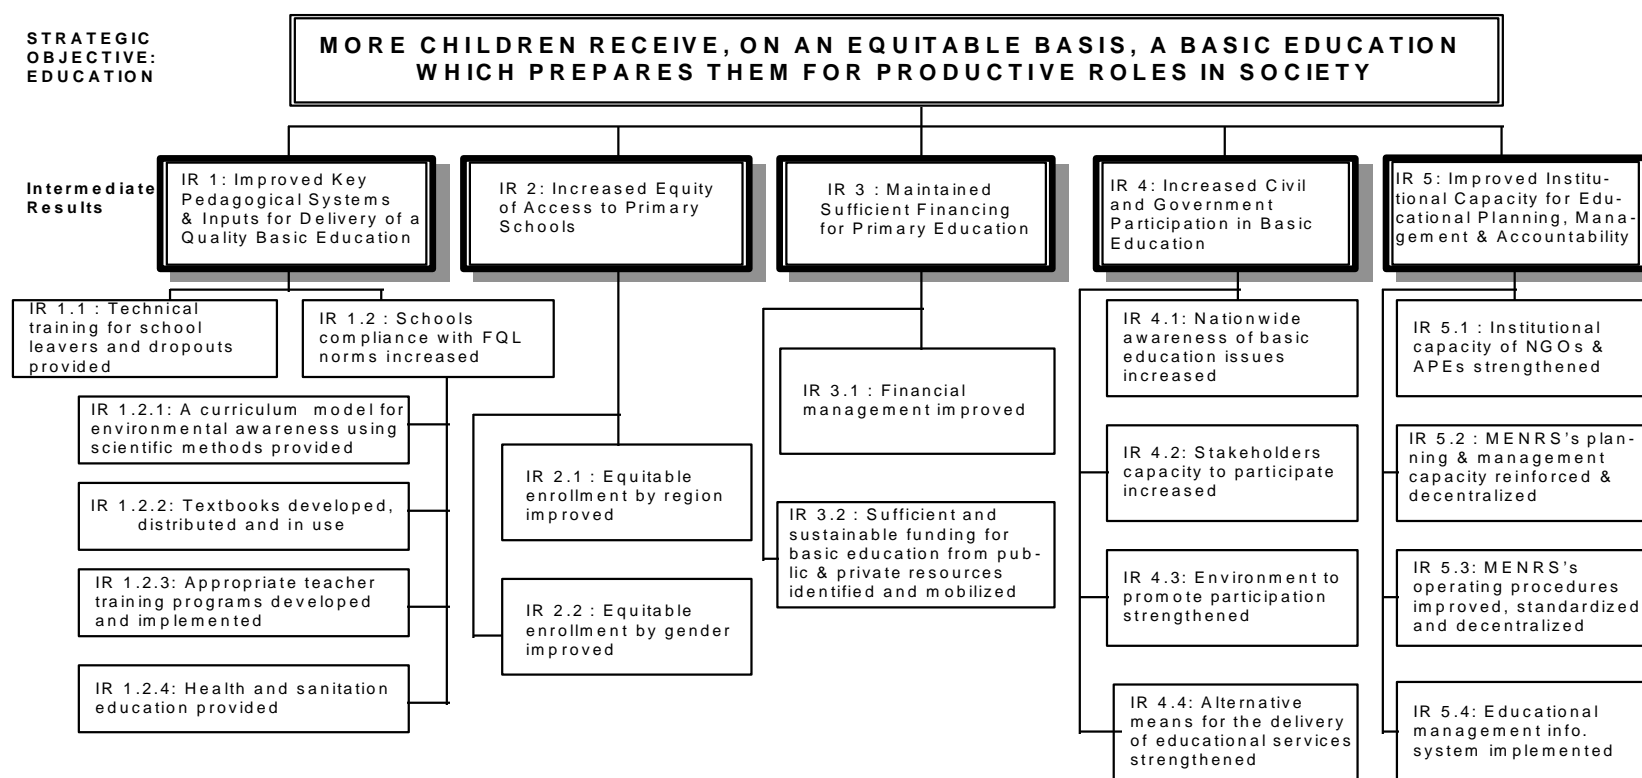 STRATEGIC
OBJECTIVE:
EDUCATION
MORE CHILDREN RECEIVE, ON AN EQUITABLE BASIS, A BASIC EDUCATION
WHICH PREPARES THEM FOR PRODUCTIVE ROLES IN SOCIETY
Intermediate
Results
IR 1: Improved Key
Pedagogical Systems
& Inputs for Delivery of a
Quality Basic Education
IR 2: Increased Equity
of Access to Primary
Schools
IR 3 : Maintained
Sufficient Financing
for Primary Education
IR 4: Increased Civil
and Government
Participation in Basic
Education
IR 5: Improved Institu-
tional Capacity for Edu-
cational Planning, Mana-
gement & Accountability
IR 1.1 : Technical
training for school
leavers and dropouts
provided
IR 1.2 : Schools
compliance with FQL
norms increased
IR 1.2.1: A curriculum model for
environmental awareness using
scientific methods provided
IR 1.2.2: Textbooks developed,
distributed and in use
IR 1.2.3: Appropriate teacher
training programs developed
and implemented
IR 1.2.4: Health and sanitation
education provided
IR 2.1 : Equitable
enrollment by region
improved
IR 2.2 : Equitable
enrollment by gender
improved
IR 3.1 : Financial
management improved
IR 3.2 : Sufficient and
sustainable funding for
basic education from pub-
lic & private resources
identified and mobilized
IR 4.1: Nationwide
awareness of basic
education issues
increased
IR 4.2: Stakeholders
capacity to participate
increased
IR 4.3: Environment to
promote participation
strengthened
IR 4.4: Alternative
means for the delivery
of educational services
strengthened
IR 5.1 : Institutional
capacity of NGOs &
APEs strengthened
IR 5.2 : MENRS's plan-
ning & management
capacity reinforced &
decentralized
IR 5.3: MENRS's
operating procedures
improved, standardized
and decentralized
IR 5.4: Educational
management info.
system implemented